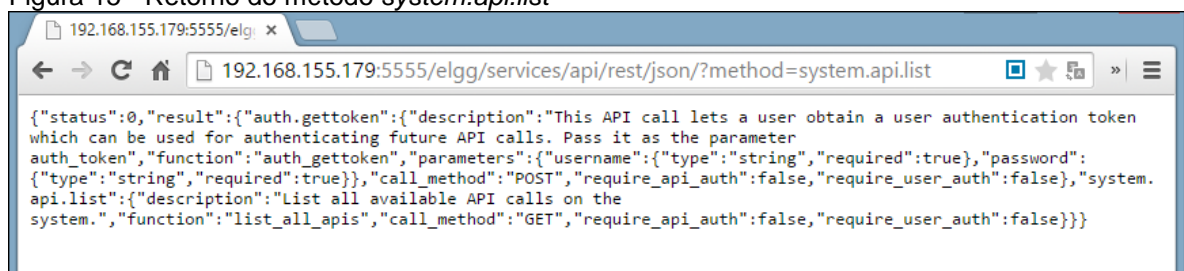 Figura 15 - Retorno do método system.api.list
192.168.155.179:5555/elg
192.168.155.179:5555/elgg/services/api/rest/json/?method=system.api.list
{"status":0,"result":{"auth.gettoken":{"description":"This API call lets a user obtain a user authentication token
which can be used for authenticating future API calls. Pass it as the parameter
auth_token","function":"auth_gettoken","parameters":{"username":{"type":"string","required":true},"password":
{"type":"string","required":true}},"call_method":"POST","require_api_auth":false,"require_user_auth":false},"system.
api.list":{"description":"List all available API calls on the
system.","function":"list_all_apis","call_method":"GET","require_api_auth":false,"require_user_auth":false}}}